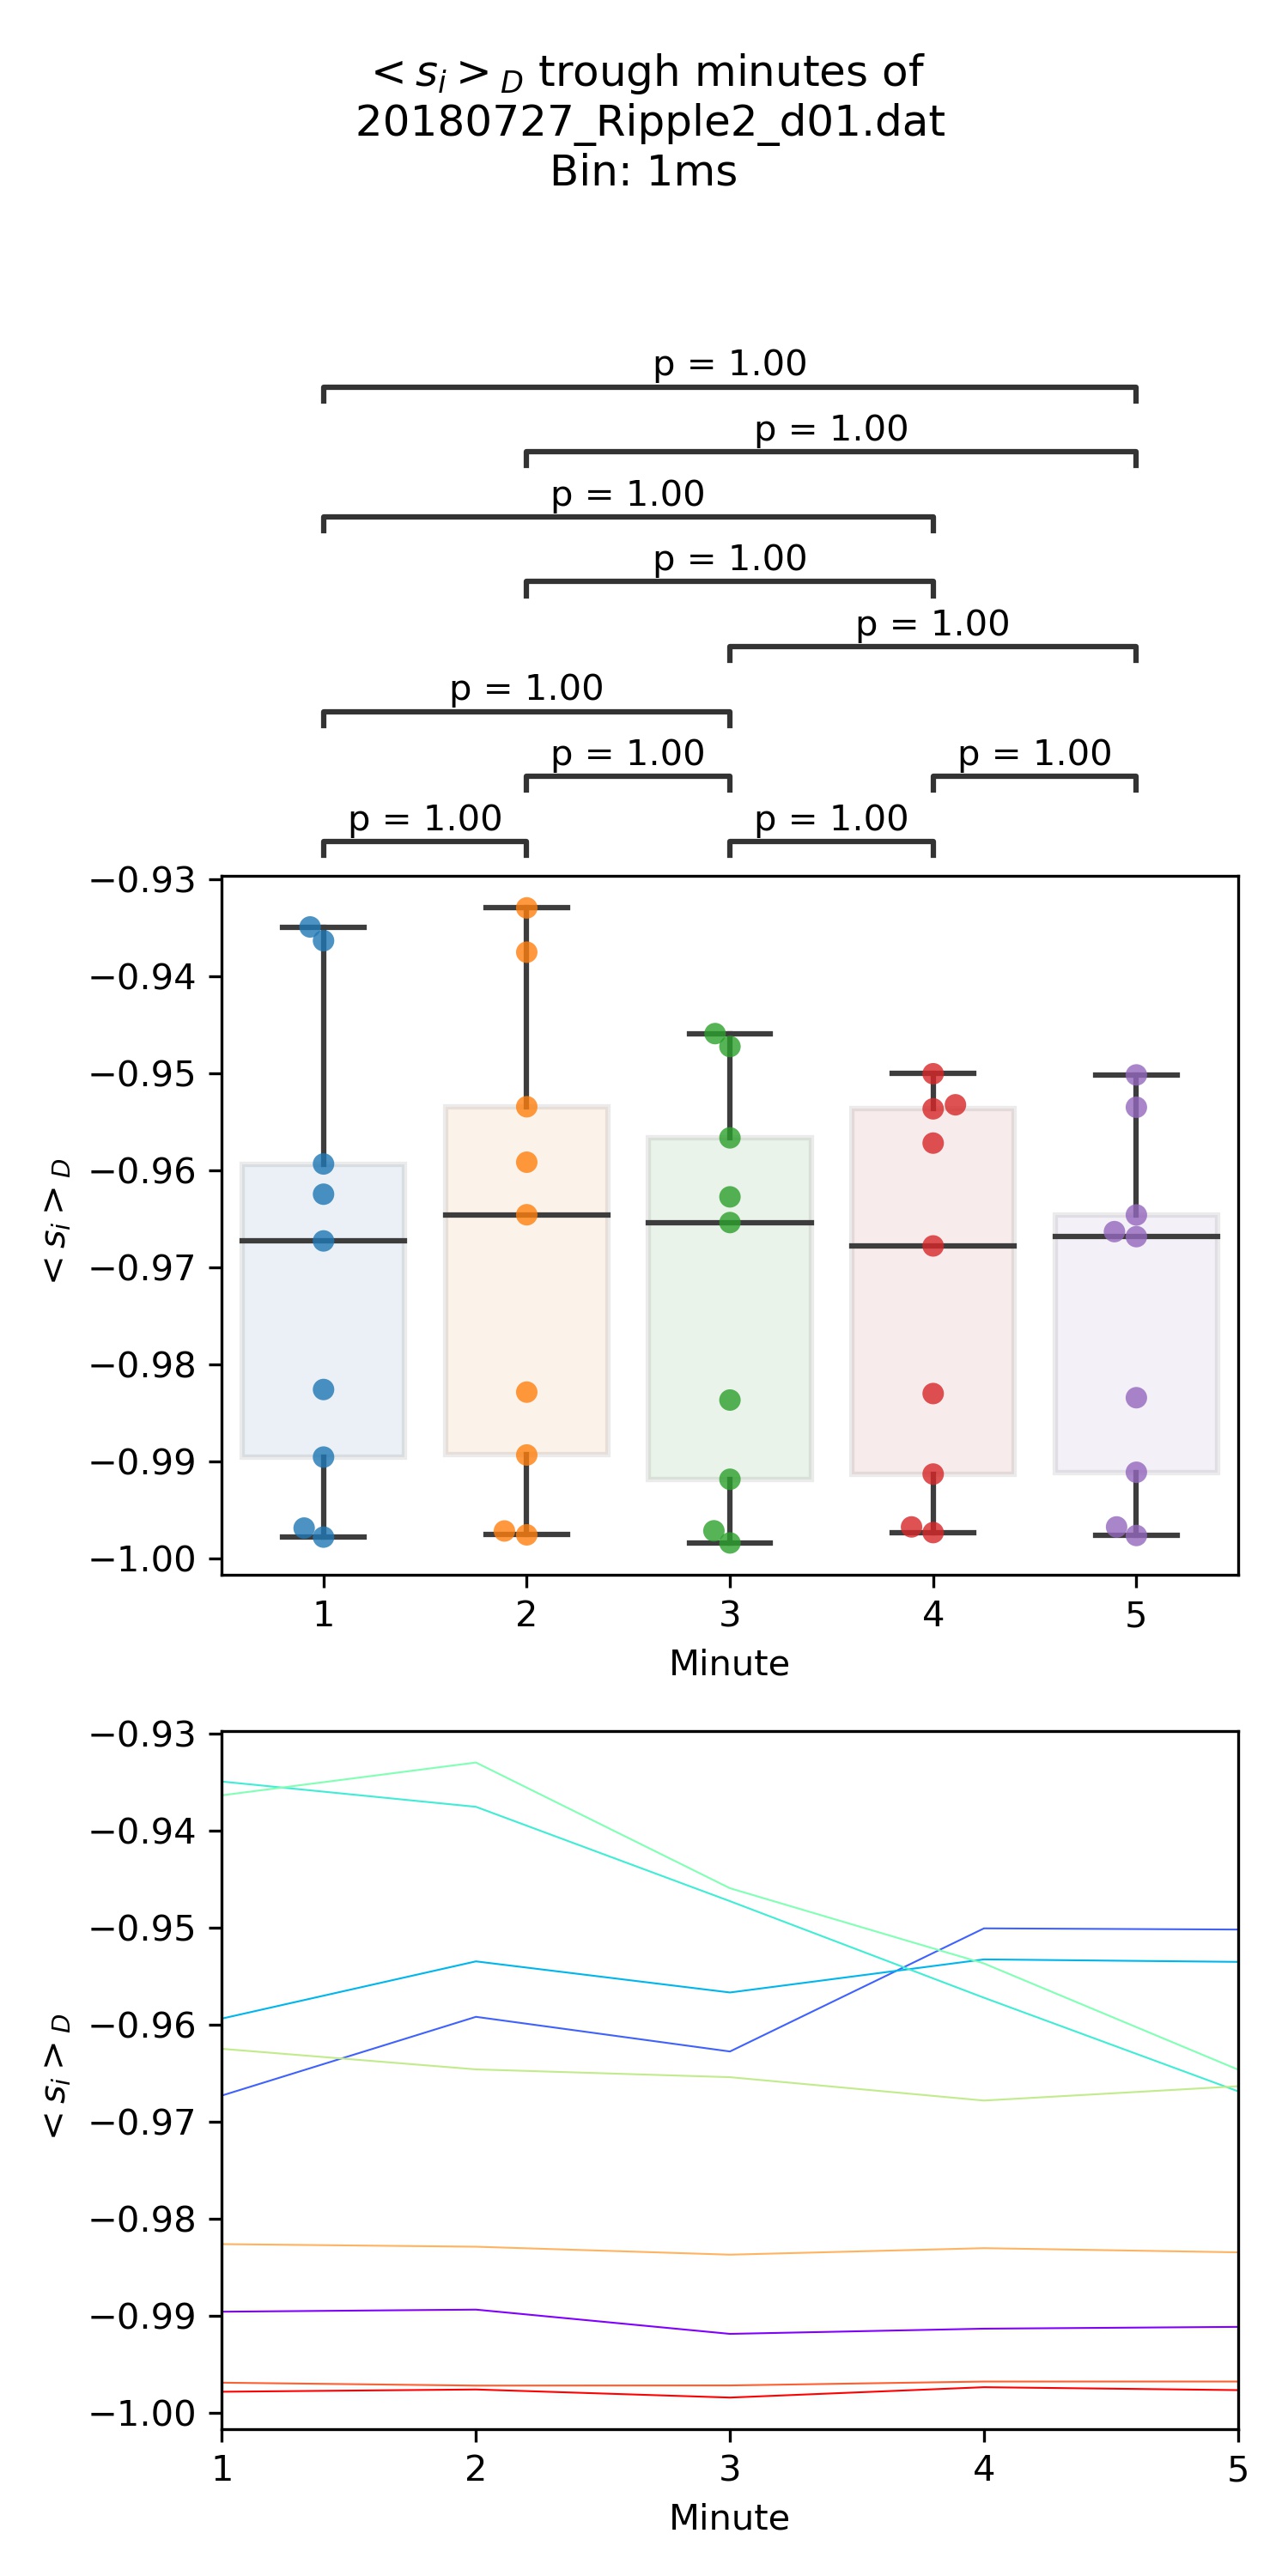 < s_i >_D trough minutes of
20180727_Ripple2_d01.dat
Bin: 1ms
p = 1.00
p = 1.00
p = 1.00
p = 1.00
p = 1.00
p = 1.00
p = 1.00 p = 1.00
p = 1.00 p = 1.00
−0.93
−0.94
−0.95
−0.96
−0.97
−0.98
−0.99
−1.00
< s_i >_D
1 2 3 4 5
Minute
−0.93
−0.94
−0.95
−0.96
−0.97
−0.98
−0.99
−1.00
< s_i >_D
1 2 3 4 5
Minute